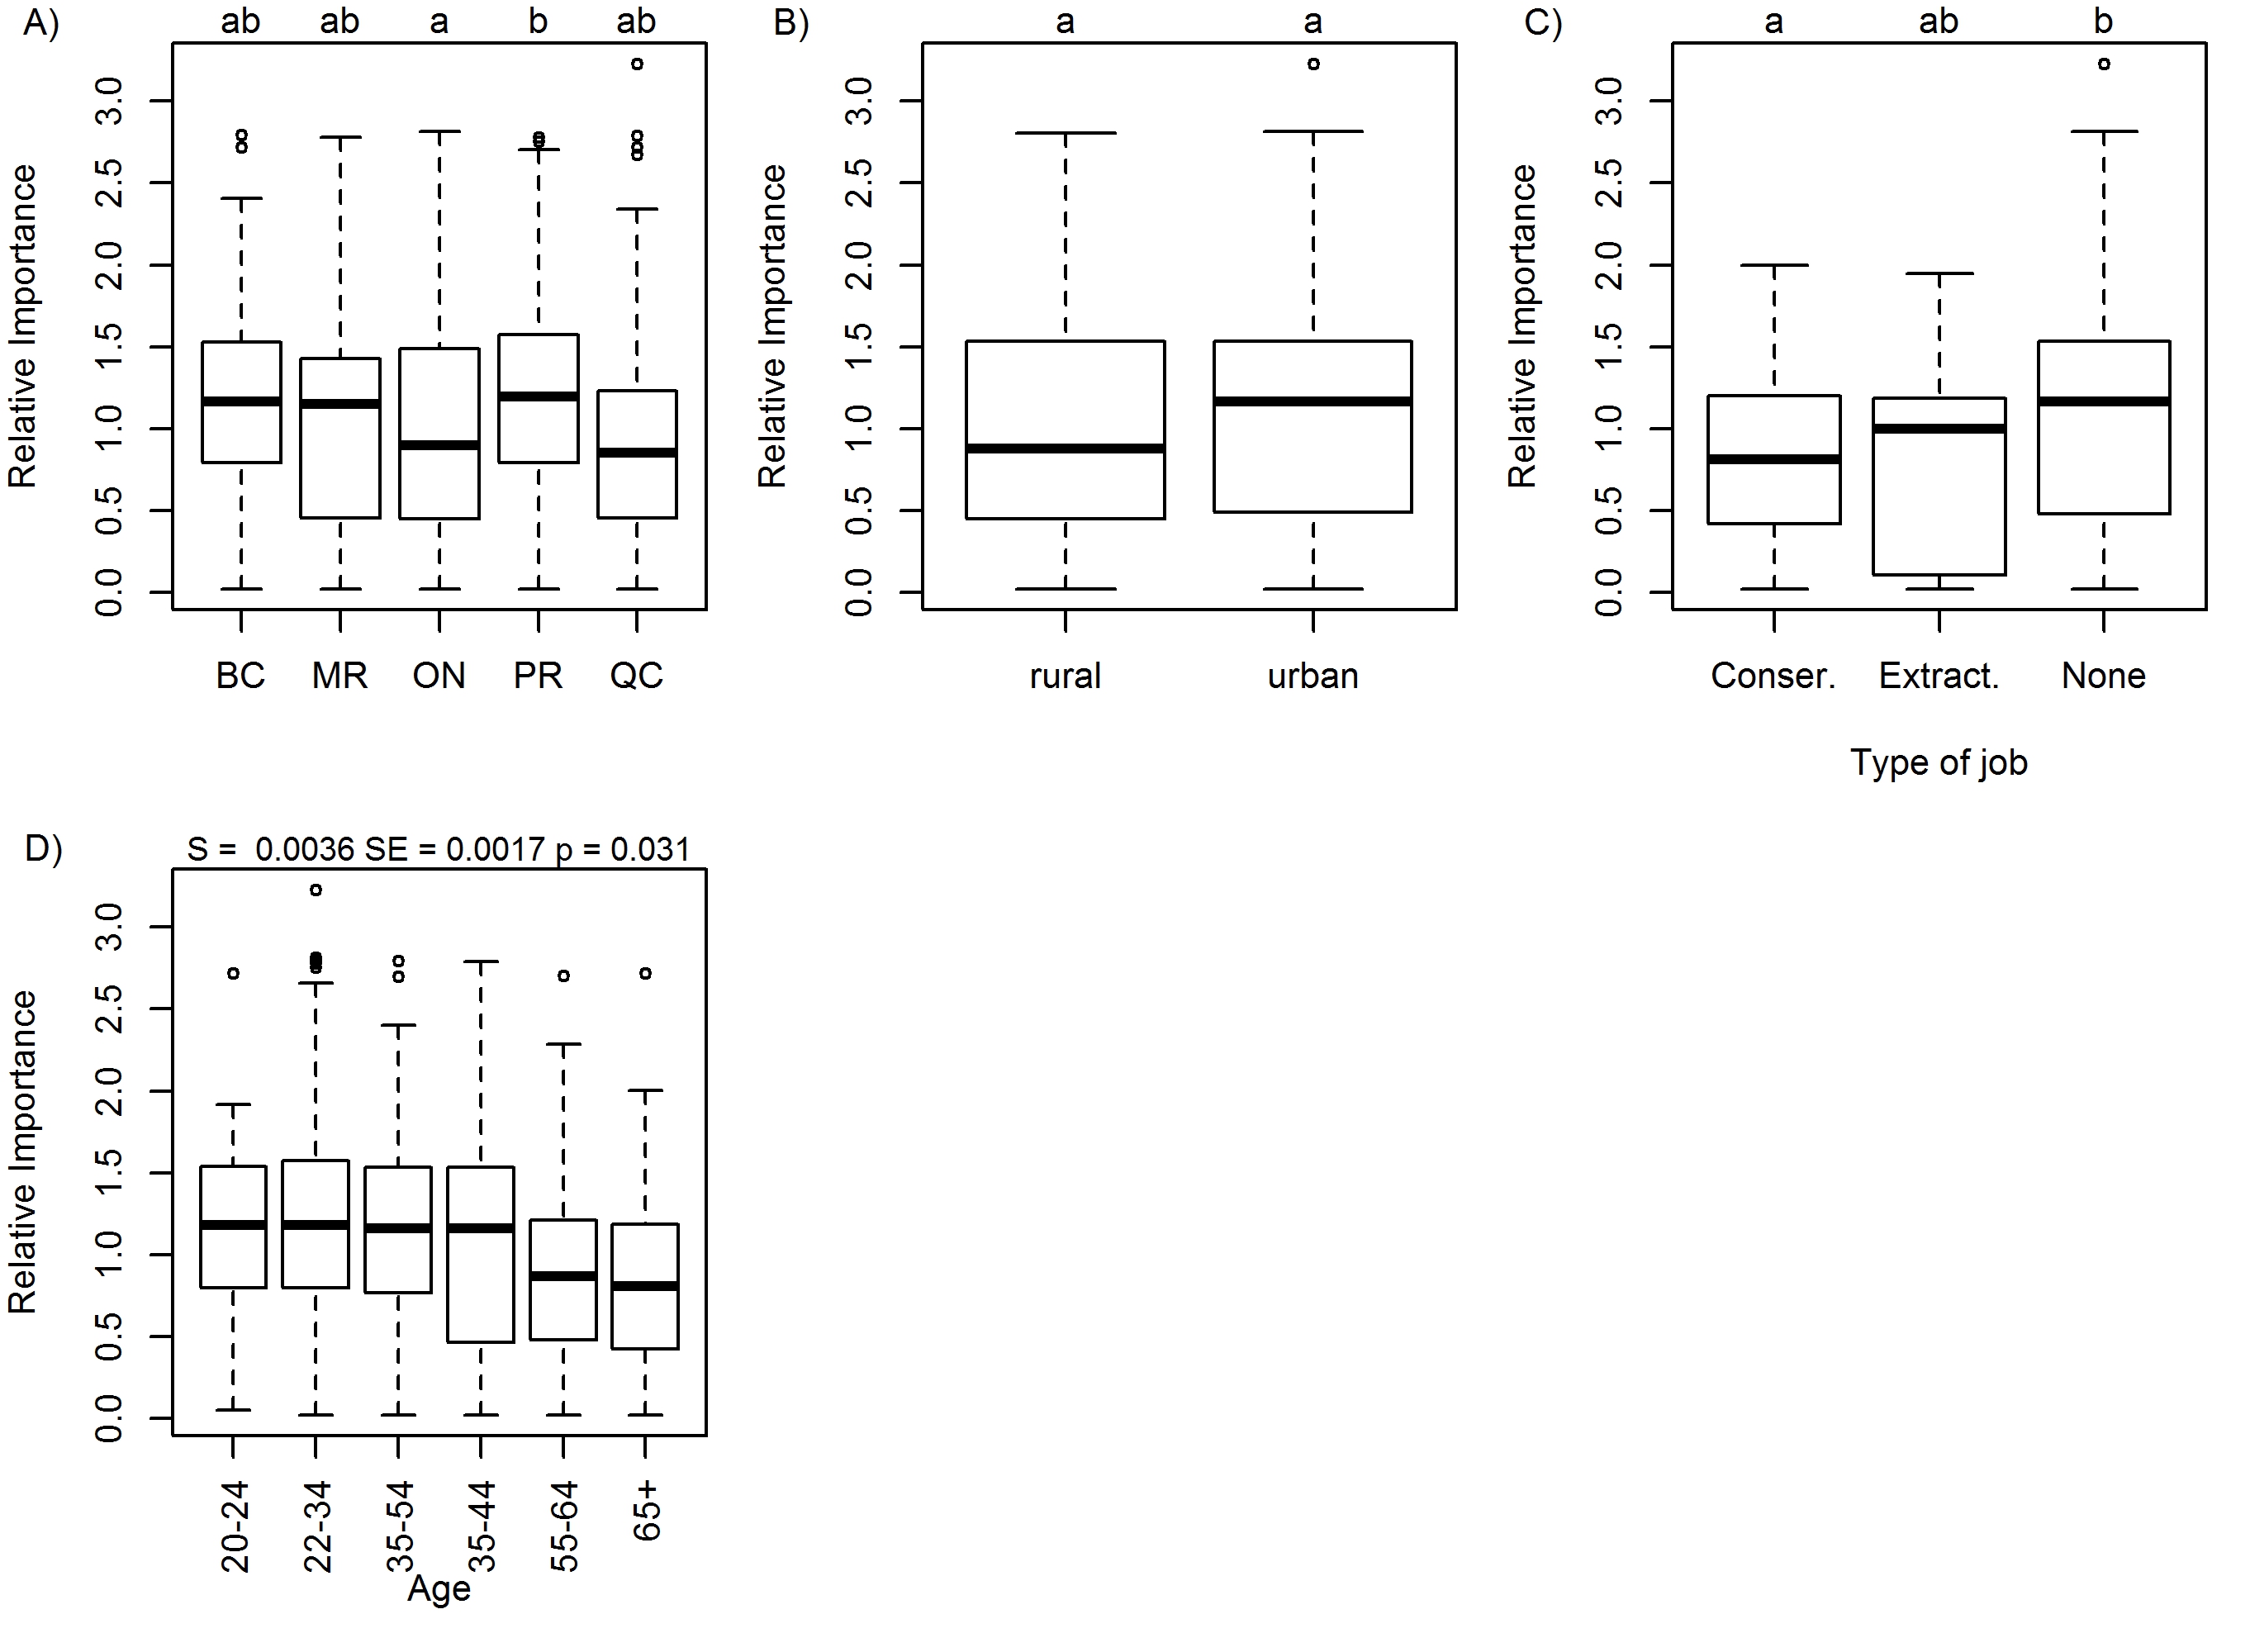 A)
ab ab a b ab
Relative Importance
0.0 0.5 1.0 1.5 2.0 2.5 3.0
BC MR ON PR QC
B)
a a
Relative Importance
0.0 0.5 1.0 1.5 2.0 2.5 3.0
rural urban
C)
a ab b
Relative Importance
0.0 0.5 1.0 1.5 2.0 2.5 3.0
Conser. Extract. None
Type of job
D)
S =  0.0036 SE = 0.0017 p = 0.031
Relative Importance
0.0 0.5 1.0 1.5 2.0 2.5 3.0
20-24 22-34 35-54 35-44 55-64 65+
Age